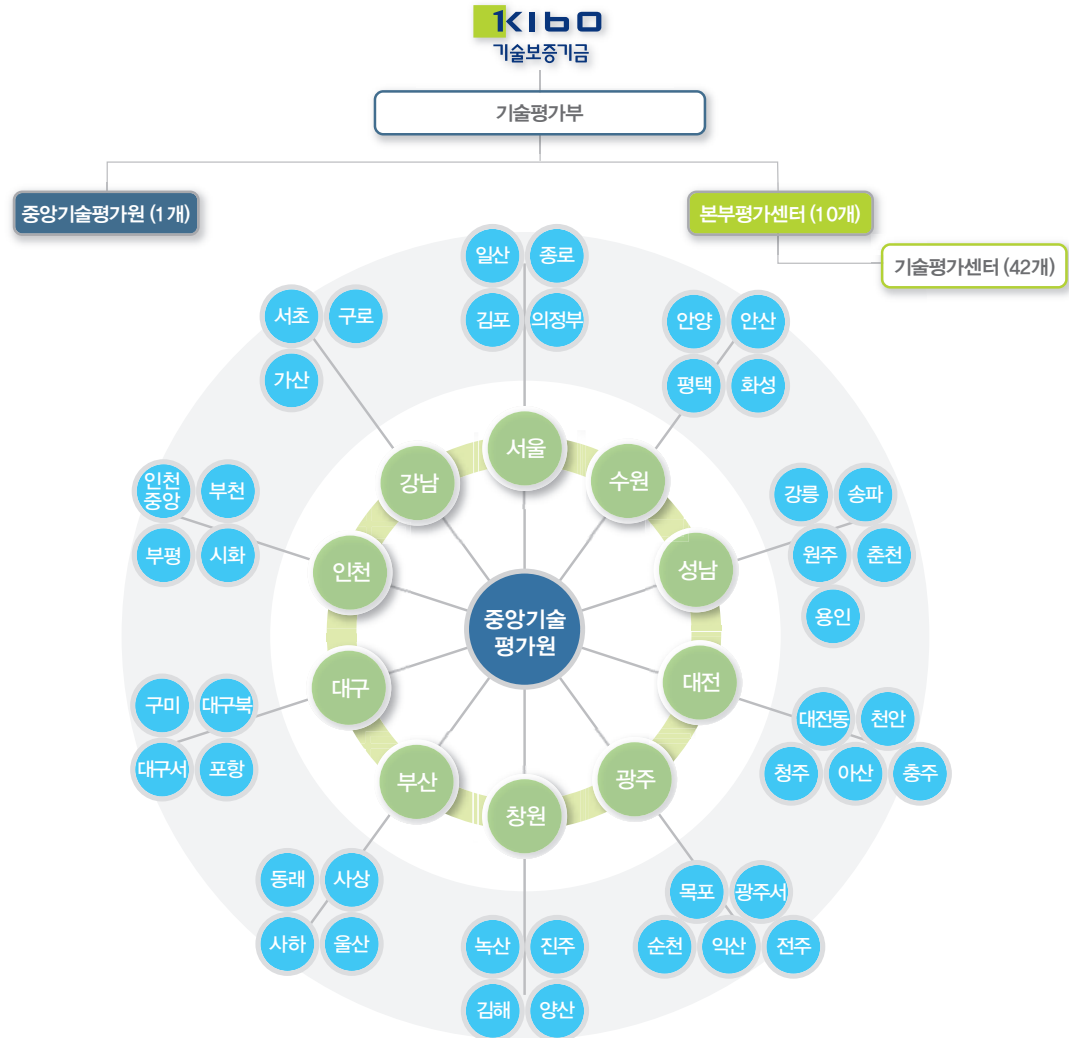 KIBO
기술보증기금
기술평가부
중앙기술평가원 (1개)
본부평가센터 (10개)
기술평가센터 (42개)
일산
종로
김포
의정부
서초
구로
가산
안양
안산
평택
화성
서울
강남
수원
인천
중앙
부천
부평
시화
강릉
송파
원주
춘천
용인
인천
성남
중앙기술
평가원
대구
대전
구미
대구북
대구서
포항
대전동
천안
청주
아산
충주
부산
광주
창원
동래
사상
사하
울산
목포
광주서
순천
익산
전주
녹산
진주
김해
양산